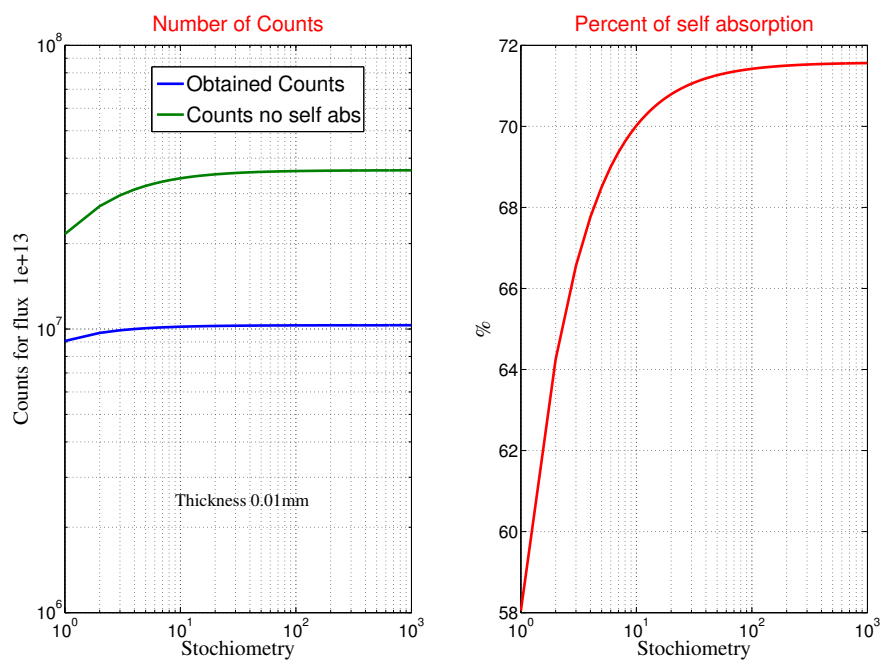 Number of Counts
10^8
10^7
10^6
Counts for flux 1e+13
Obtained Counts
Counts no self abs
Thickness 0.01mm
10^0 10^1 10^2 10^3
Stochiometry
Percent of self absorption
72
70
68
66
64
62
60
58
%
10^0 10^1 10^2 10^3
Stochiometry